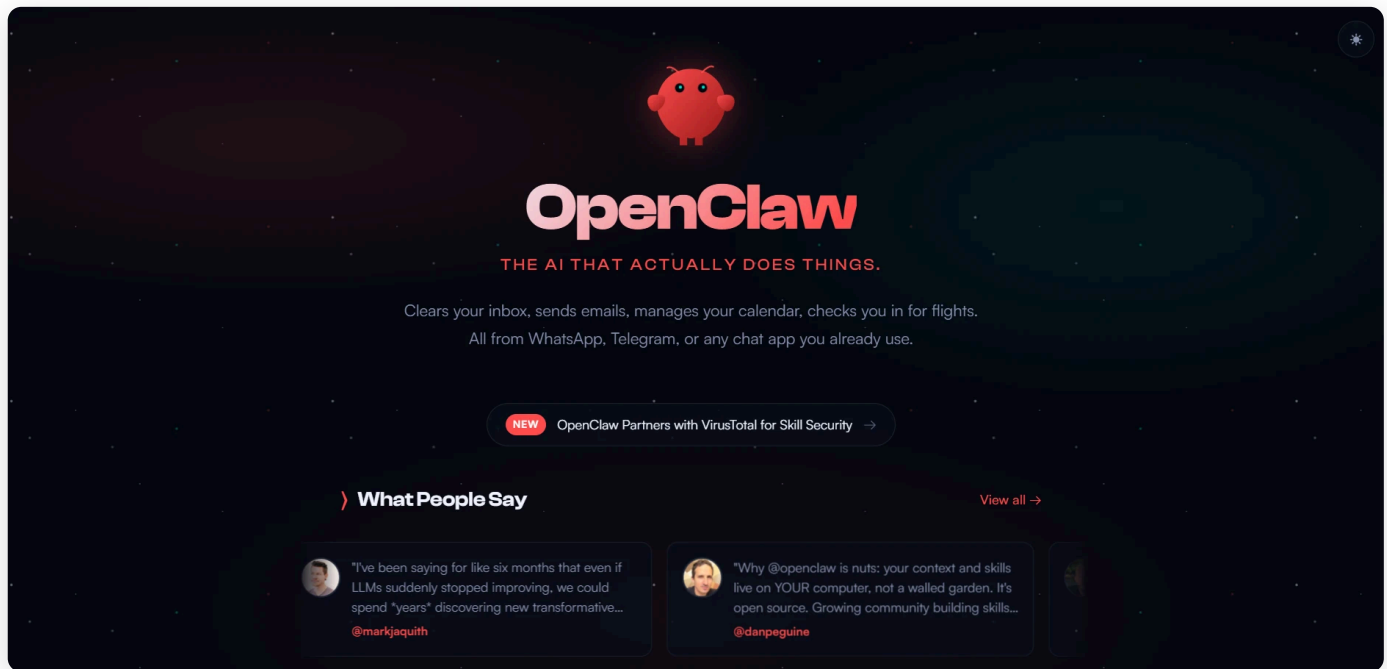 OpenClaw
THE AI THAT ACTUALLY DOES THINGS.
Clears your inbox, sends emails, manages your calendar, checks you in for flights.
All from WhatsApp, Telegram, or any chat app you already use.
NEW OpenClaw Partners with VirusTotal for Skill Security →
⟩ What People Say
View all →
"I've been saying for like six months that even if
LLMs suddenly stopped improving, we could
spend *years* discovering new transformative...
@markjaquith
"Why @openclaw is nuts: your context and skills
live on YOUR computer, not a walled garden. It's
open source. Growing community building skills...
@danpeguine